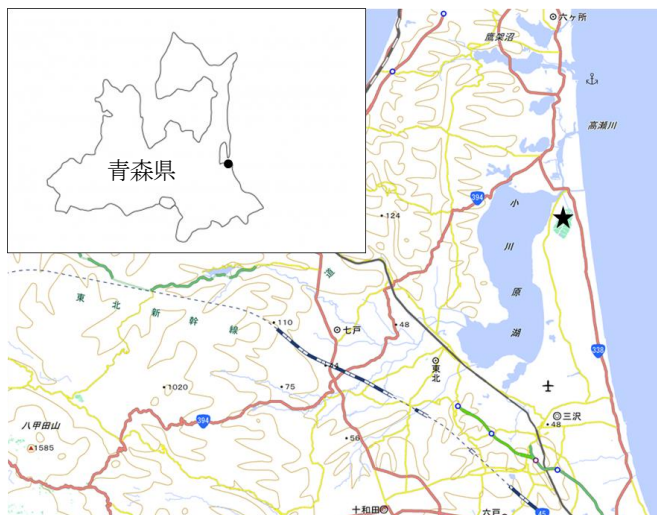 青森県
六ヶ所
鷹架沼
高瀬川
394
小川原湖
124
東北新幹線
110
七戸
48
東北
338
75
1020
394
八甲田山
1585
三沢
48
56
十和田
六戸
45